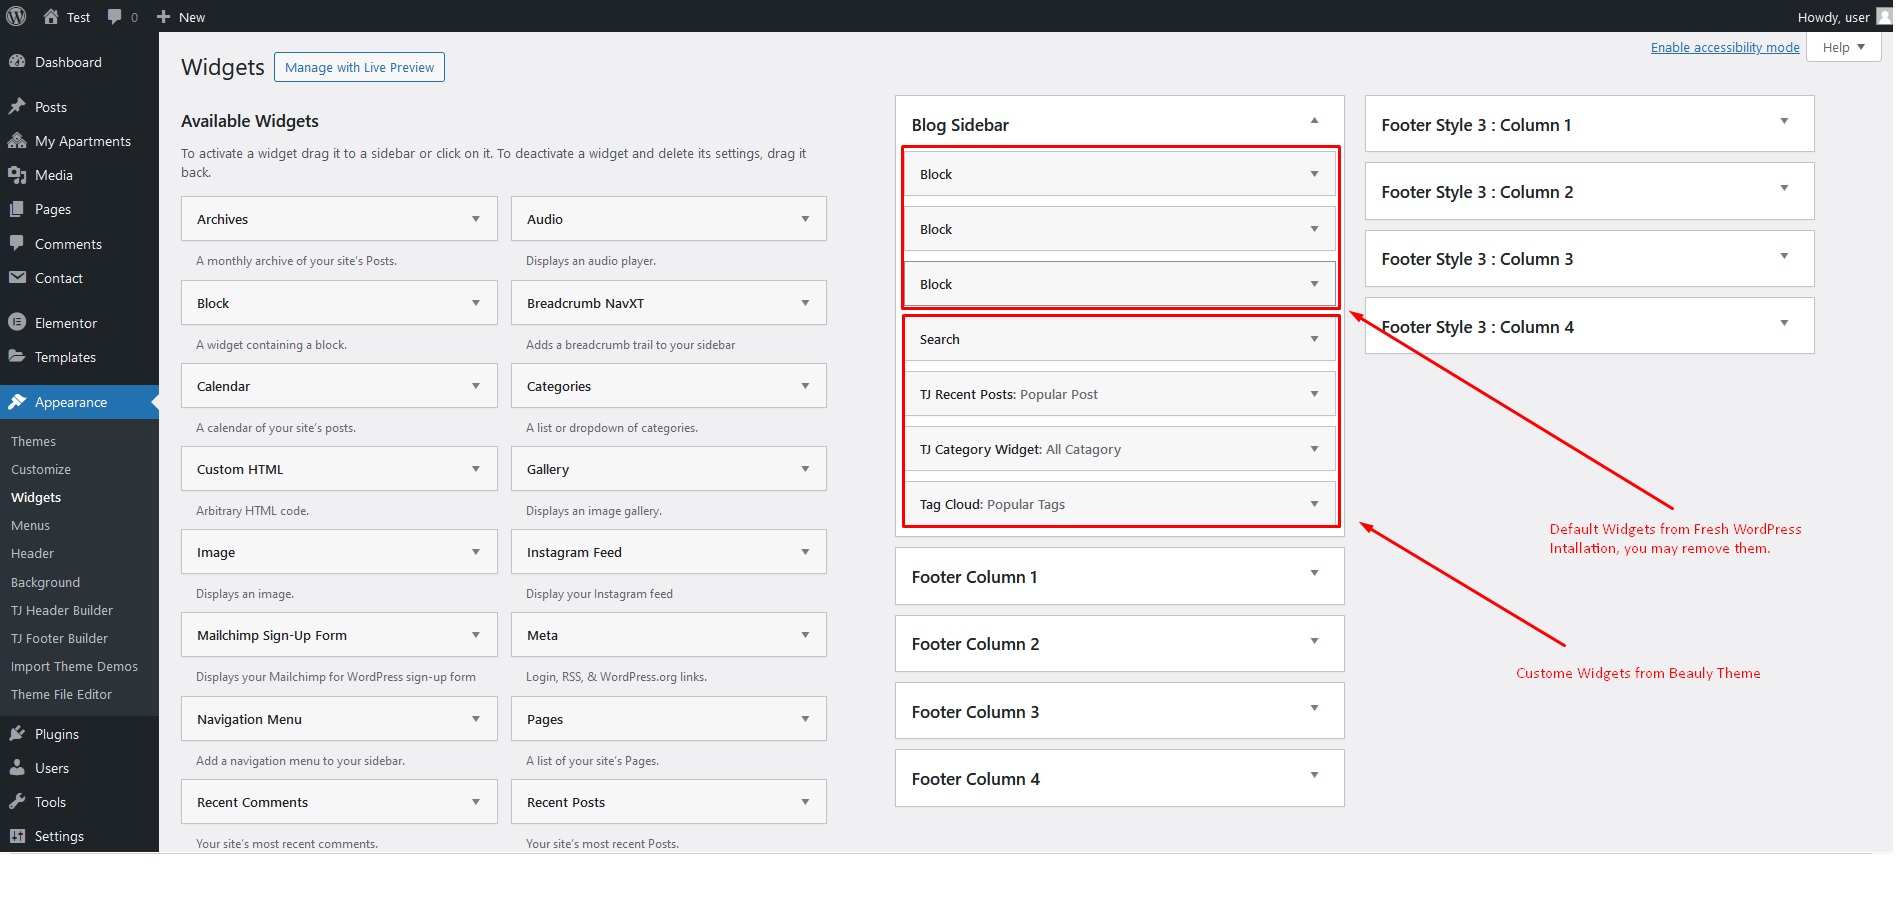 Test 0 New Howdy, user
Dashboard
Posts
My Apartments
Media
Pages
Comments
Contact
Elementor
Templates
Appearance
Themes
Customize
Widgets
Menus
Header
Background
TJ Header Builder
TJ Footer Builder
Import Theme Demos
Theme File Editor
Plugins
Users
Tools
Settings
Enable accessibility mode Help
Widgets Manage with Live Preview
Available Widgets
To activate a widget drag it to a sidebar or click on it. To deactivate a widget and delete its settings, drag it
back.
Archives Audio
A monthly archive of your site's Posts. Displays an audio player.
Block Breadcrumb NavXT
A widget containing a block. Adds a breadcrumb trail to your sidebar
Calendar Categories
A calendar of your site's posts. A list or dropdown of categories.
Custom HTML Gallery
Arbitrary HTML code. Displays an image gallery.
Image Instagram Feed
Displays an image. Display your Instagram feed
Mailchimp Sign-Up Form Meta
Displays your Mailchimp for WordPress sign-up form Login, RSS, & WordPress.org links.
Navigation Menu Pages
Add a navigation menu to your sidebar. A list of your site's Pages.
Recent Comments Recent Posts
Your site's most recent comments. Your site's most recent Posts.
Blog Sidebar
Block
Block
Block
Search
TJ Recent Posts: Popular Post
TJ Category Widget: All Catagory
Tag Cloud: Popular Tags
Footer Column 1
Footer Column 2
Footer Column 3
Footer Column 4
Footer Style 3 : Column 1
Footer Style 3 : Column 2
Footer Style 3 : Column 3
Footer Style 3 : Column 4
Default Widgets from Fresh WordPress
Intallation, you may remove them.
Custome Widgets from Beauly Theme